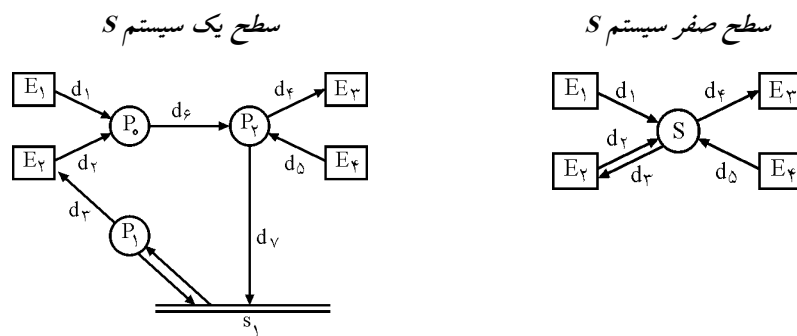 سطح صفر سیستم S
E۱
d۱
d۴
E۳
S
d۲
E۲
d۳
d۵
E۴
سطح یک سیستم S
E۱
d۱
d۶
d۴
E۳
P۰
P۲
E۲
d۲
d۵
E۴
d۳
P۱
d۷
s۱